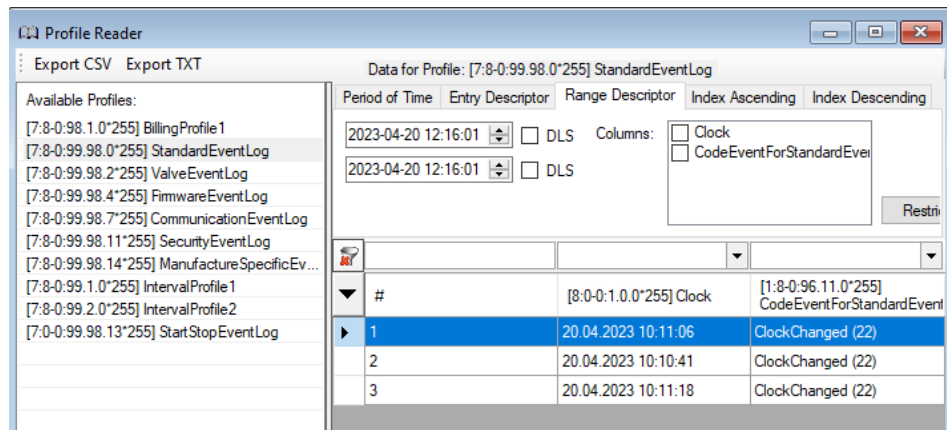 Profile Reader
Export CSV Export TXT
Data for Profile: [7:8-0:99.98.0*255] StandardEventLog
Available Profiles:
[7:8-0:98.1.0*255] BillingProfile1
[7:8-0:99.98.0*255] StandardEventLog
[7:8-0:99.98.2*255] ValveEventLog
[7:8-0:99.98.4*255] FirmwareEventLog
[7:8-0:99.98.7*255] CommunicationEventLog
[7:8-0:99.98.11*255] SecurityEventLog
[7:8-0:99.98.14*255] ManufactureSpecificEv...
[7:8-0:99.1.0*255] IntervalProfile1
[7:8-0:99.2.0*255] IntervalProfile2
[7:0-0:99.98.13*255] StartStopEventLog
Period of Time Entry Descriptor Range Descriptor Index Ascending Index Descending
2023-04-20 12:16:01 DLS Columns: Clock
CodeEventForStandardEver
2023-04-20 12:16:01 DLS
Restri
# [8:0-0:1.0.0*255] Clock [1:8-0:96.11.0*255]
CodeEventForStandardEvent
1 20.04.2023 10:11:06 ClockChanged (22)
2 20.04.2023 10:10:41 ClockChanged (22)
3 20.04.2023 10:11:18 ClockChanged (22)